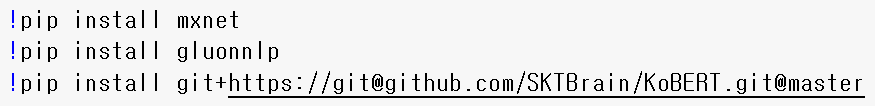 !pip install mxnet
!pip install gluonnlp
!pip install git+https://git@github.com/SKTBrain/KoBERT.git@master